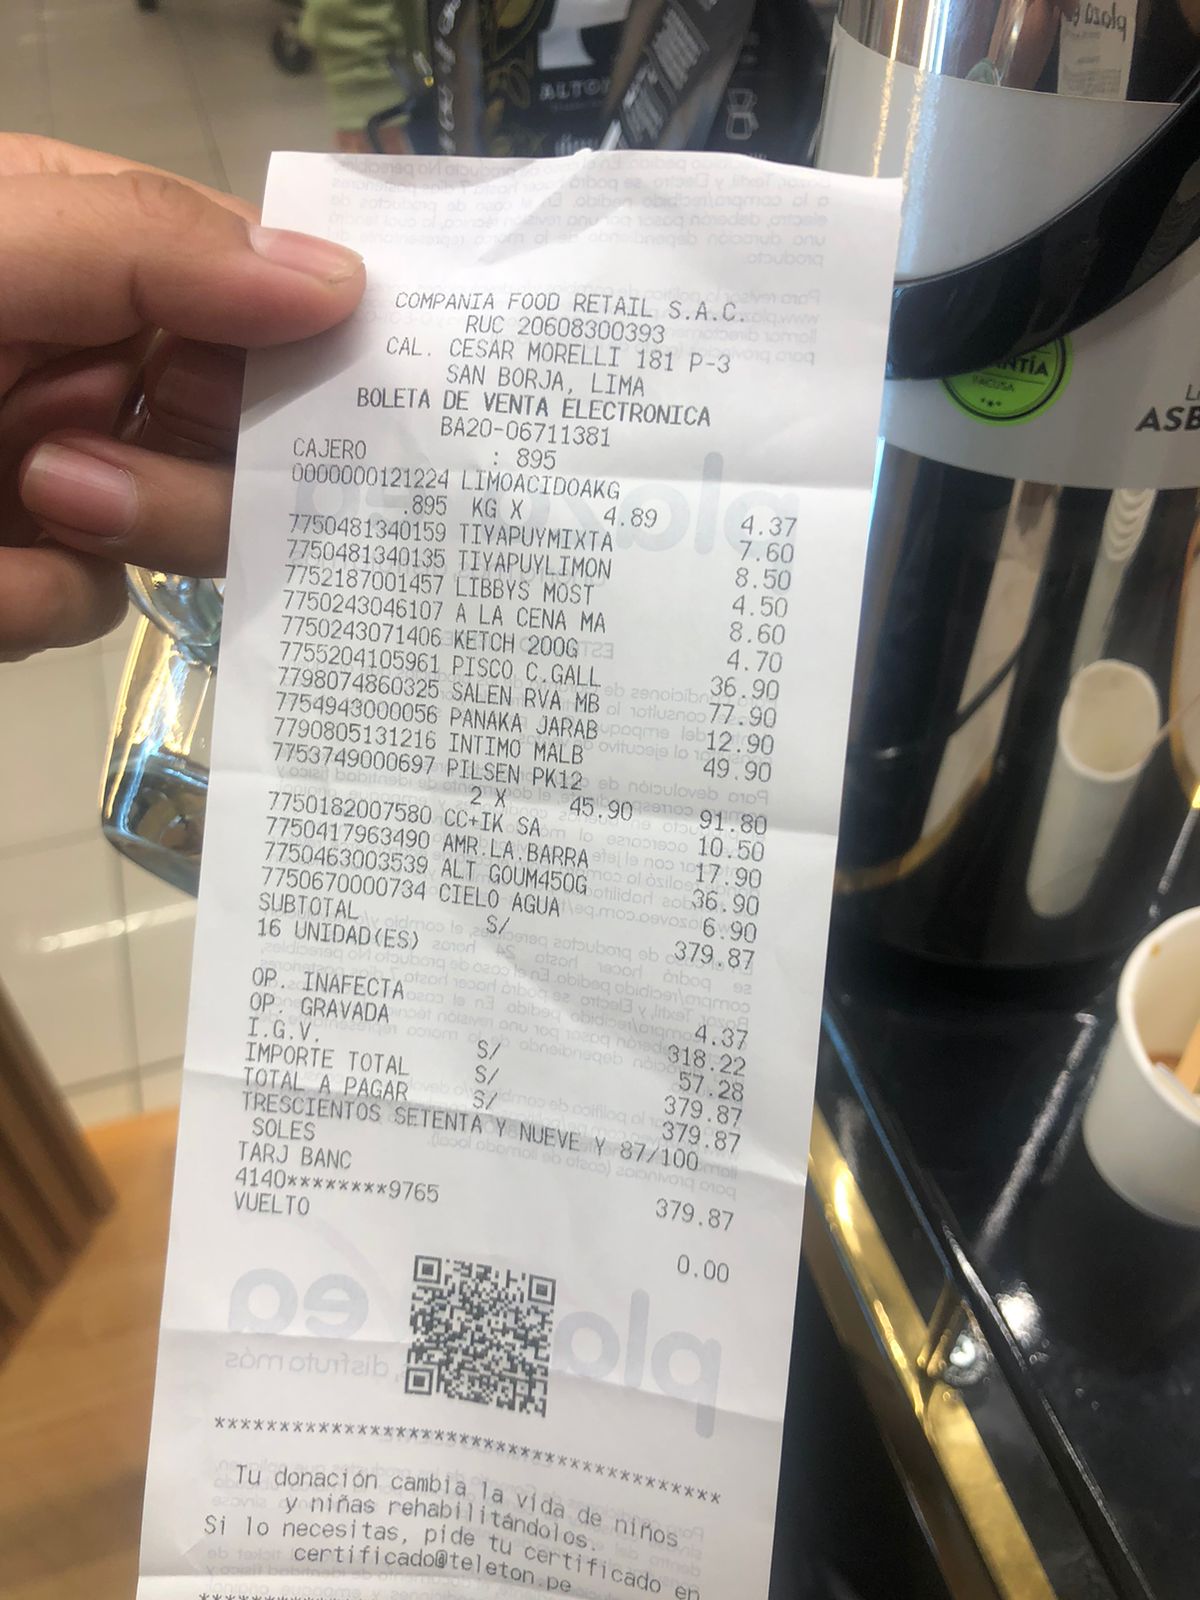 ALTO
plaza
ANTÍA
INACUSA
ASB
COMPANIA FOOD RETAIL S.A.C.
RUC 20608300393
CAL. CESAR MORELLI 181 P-3
SAN BORJA, LIMA
BOLETA DE VENTA ELECTRONICA
BA20-06711381
CAJERO : 895
0000000121224 LIMOACIDOAKG
.895 KG X 4.89 4.37
7750481340159 TIYAPUYMIXTA 7.60
7750481340135 TIYAPUYLIMON 8.50
7752187001457 LIBBYS MOST 4.50
7750243046107 A LA CENA MA 8.60
7750243071406 KETCH 200G 4.70
7755204105961 PISCO C.GALL 36.90
7798074860325 SALEN RVA MB 77.90
7754943000056 PANAKA JARAB 12.90
7790805131216 INTIMO MALB 49.90
7753749000697 PILSEN PK12
2 X 45.90 91.80
7750182007580 CC+IK SA 10.50
7750417963490 AMR.LA.BARRA 17.90
7750463003539 ALT GOUM450G 36.90
7750670000734 CIELO AGUA 6.90
SUBTOTAL S/ 379.87
16 UNIDAD(ES)
OP. INAFECTA 4.37
OP. GRAVADA 318.22
I.G.V. S/ 57.28
IMPORTE TOTAL S/ 379.87
TOTAL A PAGAR S/ 379.87
TRESCIENTOS SETENTA Y NUEVE Y 87/100
SOLES
TARJ BANC
4140********9765 379.87
VUELTO 0.00
****************************************
Tu donación cambia la vida de niños
y niñas rehabilitándolos.
Si lo necesitas, pide tu certificado en
certificado@teleton.pe